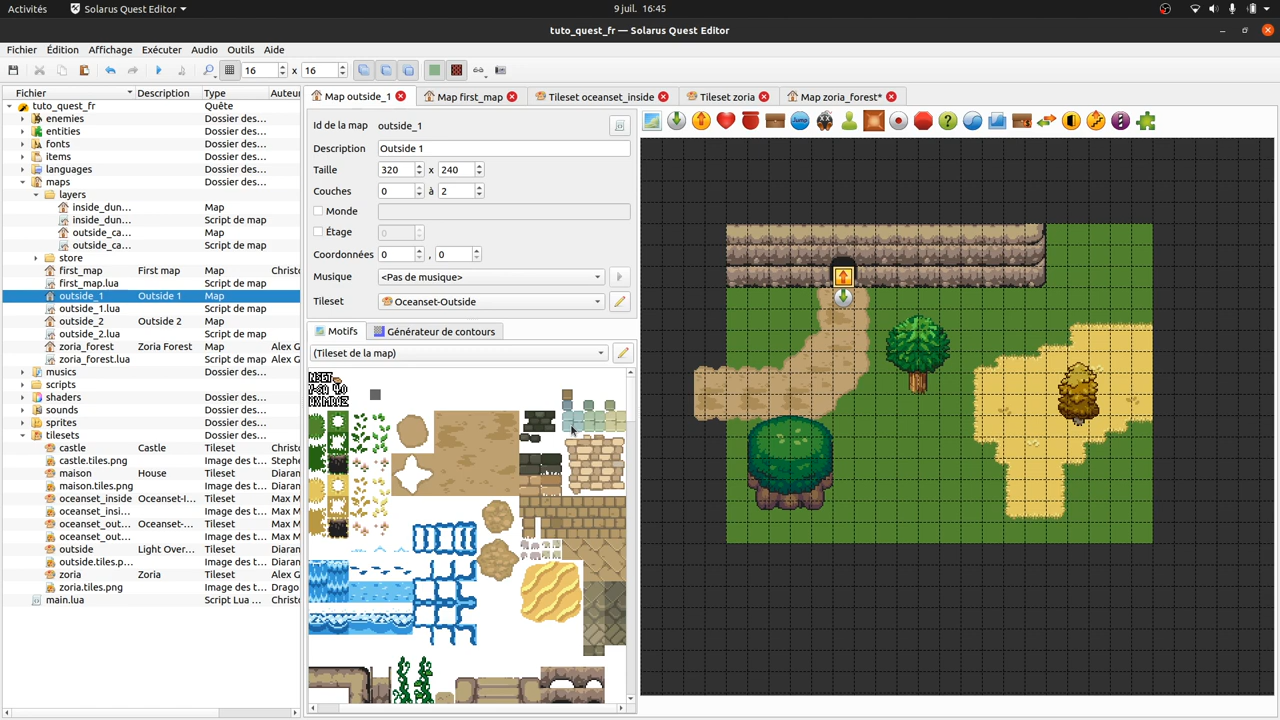 Activités
Solarus Quest Editor
9 juil. 16:45
tuto_quest_fr — Solarus Quest Editor
Fichier Édition Affichage Exécuter Audio Outils Aide
16 x 16
Fichier Description Type Auteur
tuto_quest_fr Quête
enemies Dossier des...
entities Dossier des...
fonts Dossier des...
items Dossier des...
languages Dossier des...
maps Dossier des...
layers Dossier des...
inside_dun... Map
inside_dun... Script de map
outside_ca... Map
outside_ca... Script de map
store Dossier des...
first_map First map Map Christo
first_map.lua Script de map
outside_1 Outside 1 Map
outside_1.lua Script de map
outside_2 Outside 2 Map
outside_2.lua Script de map
zoria_forest Zoria Forest Map Alex G
zoria_forest.lua Script de map Alex G
musics Dossier des...
scripts Dossier des...
shaders Dossier des...
sounds Dossier des...
sprites Dossier des...
tilesets Dossier des...
castle Castle Tileset
castle.tiles.png Image des t... Steph
maison House Tileset Diaran
maison.tiles.png Image des t... Diaran
oceanset_inside Oceanset-I... Tileset Max M
oceanset_insi... Image des t... Max M
oceanset_out... Oceanset-... Tileset Max M
oceanset_out... Image des t... Max M
outside Light Over... Tileset Diaran
outside.tiles.p... Image des t... Diaran
zoria Zoria Tileset Alex G
zoria.tiles.png Image des t... Drago
main.lua Script Lua ... Christo
Map outside_1
Map first_map
Tileset oceanset_inside
Tileset zoria
Map zoria_forest*
Id de la map outside_1
Description Outside 1
Taille 320 x 240
Couches 0 à 2
Monde
Étage 0
Coordonnées 0 , 0
Musique <Pas de musique>
Tileset Oceanset-Outside
Motifs Générateur de contours
(Tileset de la map)
Jump